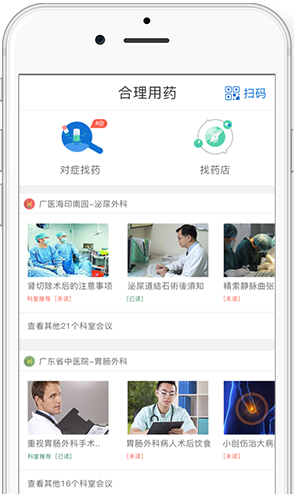 合理用药
扫码
对症找药
找药店
广医海印南园-泌尿外科
肾切除术后的注意事项
泌尿道結石術後須知
精索静脉曲张
科室推荐 [未读]
[已读]
[未读]
查看其他21个科室会议
广东省中医院-胃肠外科
重视胃肠外科手术..
胃肠外科病人术后饮食
小创伤治大病
科室推荐 [已读]
[未读]
[未读]
查看其他16个科室会议